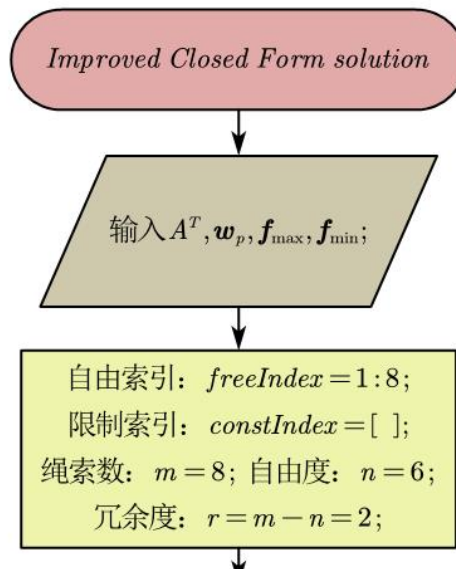 Improved Closed Form solution
输入 A^T, w_p, f_max, f_min;
自由索引：freeIndex=1:8;
限制索引：constIndex=[ ];
绳索数：m=8; 自由度：n=6;
冗余度：r=m-n=2;